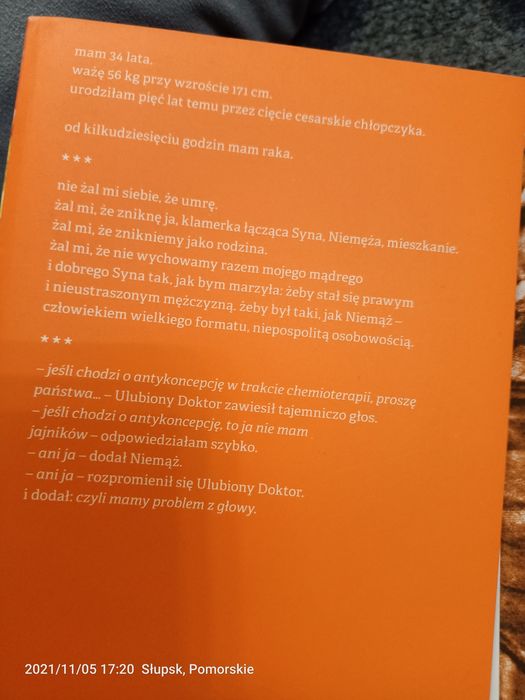 mam 34 lata.
ważę 56 kg przy wzroście 171 cm.
urodziłam pięć lat temu przez cięcie cesarskie chłopczyka.
od kilkudziesięciu godzin mam raka.
***
nie żal mi siebie, że umrę.
żal mi, że zniknę ja, klamerka łącząca Syna, Niemęża, mieszkanie.
żal mi, że znikniemy jako rodzina.
żal mi, że nie wychowamy razem mojego mądrego
i dobrego Syna tak, jak bym marzyła: żeby stał się prawym
i nieustraszonym mężczyzną. żeby był taki, jak Niemąż –
człowiekiem wielkiego formatu, niepospolitą osobowością.
***
– jeśli chodzi o antykoncepcję w trakcie chemioterapii, proszę
państwa... – Ulubiony Doktor zawiesił tajemniczo głos.
– jeśli chodzi o antykoncepcję, to ja nie mam
jajników – odpowiedziałam szybko.
– ani ja – dodał Niemąż.
– ani ja – rozpromienił się Ulubiony Doktor.
i dodał: czyli mamy problem z głowy.
2021/11/05 17:20 Słupsk, Pomorskie